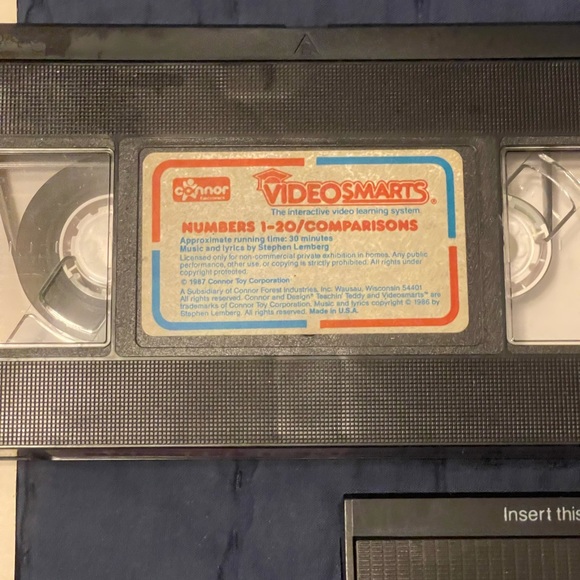 connor
VIDEOSMARTS®
The interactive video learning system.
NUMBERS 1-20/COMPARISONS
Approximate running time: 30 minutes
Music and lyrics by Stephen Lemberg
Licensed only for non-commercial private exhibition in homes. Any public
performance, other use, or copying is strictly prohibited. All rights under
copyright protected.
© 1987 Connor Toy Corporation
A Subsidiary of Connor Forest Industries, Inc. Wausau, Wisconsin 54401
All rights reserved. Connor and Design® Teachin' Teddy and Videosmarts™ are
trademarks of Connor Toy Corporation. Music and lyrics copyright © 1986 by
Stephen Lemberg. All rights reserved. Made in U.S.A.
Insert this